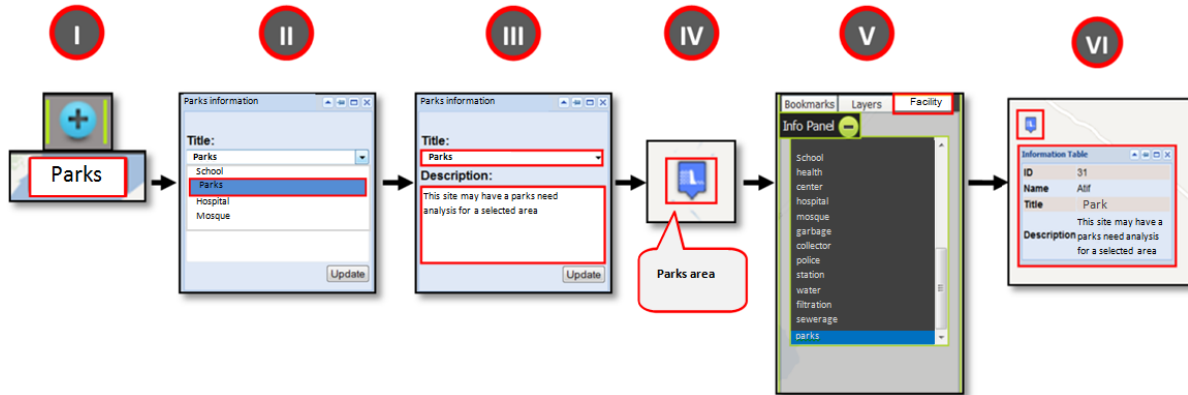 I
II
III
IV
V
VI
Parks
Parks information
Title:
Parks
School
Parks
Hospital
Mosque
Update
Parks information
Title:
Parks
Description:
This site may have a parks need
analysis for a selected area
Update
Parks area
Bookmarks Layers Facility
Info Panel
School
health
center
hospital
mosque
garbage
collector
police
station
water
filtration
sewerage
parks
Information Table
ID 31
Name Atif
Title Park
Description This site may have a
parks need analysis
for a selected area